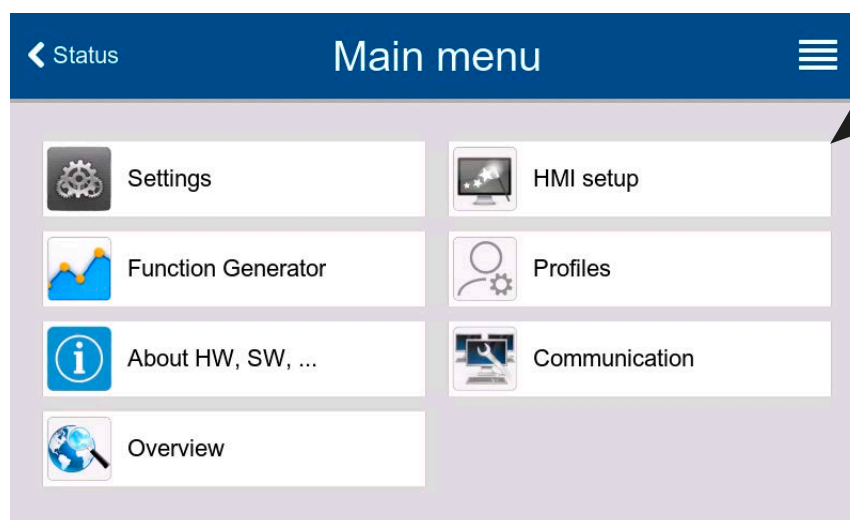 Status
Main menu
Settings
HMI setup
Function Generator
Profiles
About HW, SW, ...
Communication
Overview